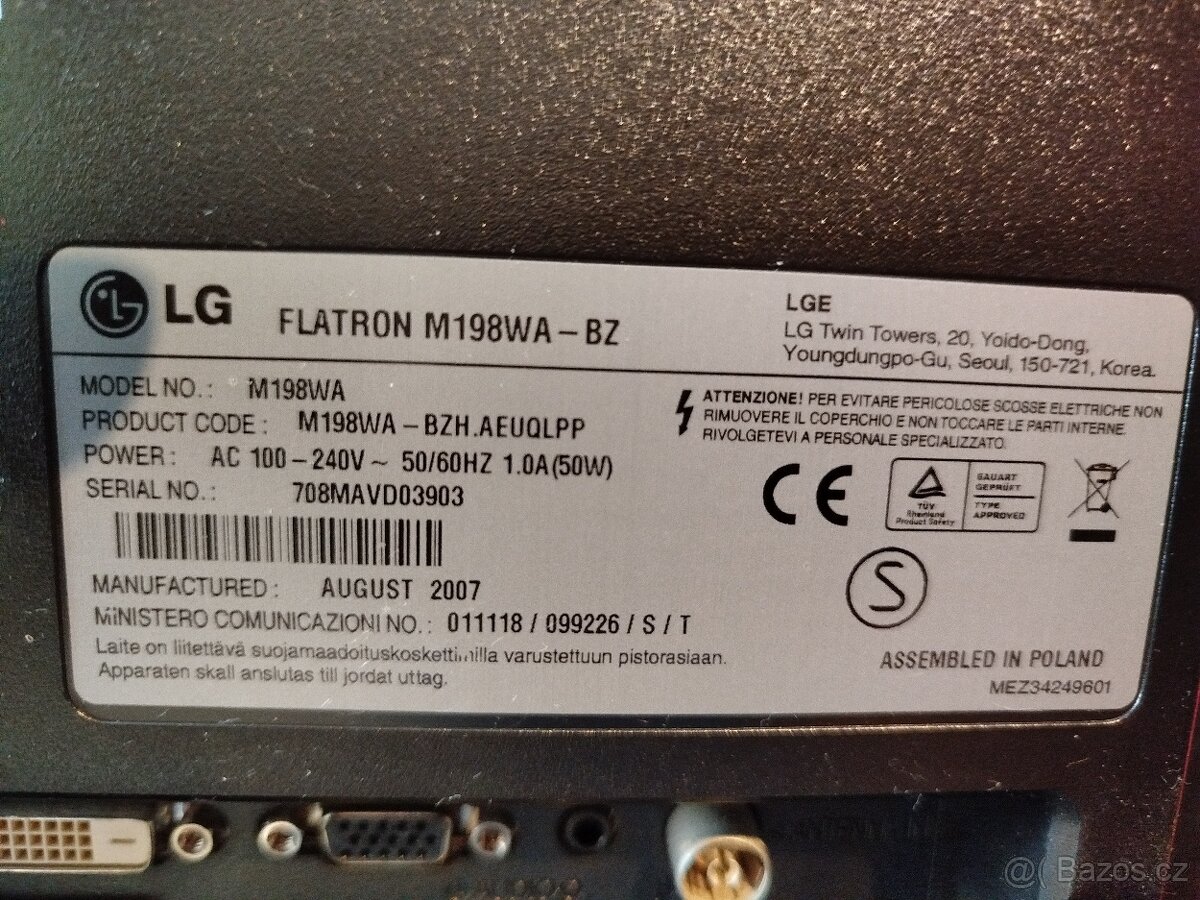 LG
FLATRON M198WA-BZ
LGE
LG Twin Towers, 20, Yoido-Dong,
Youngdungpo-Gu, Seoul, 150-721, Korea.
MODEL NO.: M198WA
PRODUCT CODE: M198WA-BZH.AEUQLPP
POWER: AC 100-240V~ 50/60HZ 1.0A(50W)
SERIAL NO.: 708MAVD03903
MANUFACTURED: AUGUST 2007
MINISTERO COMUNICAZIONI NO.: 011118 / 099226 / S / T
Laite on liitettävä suojamaadoituskoskettimilla varustettuun pistorasiaan.
Apparaten skall anslutas till jordat uttag.
ATTENZIONE! PER EVITARE PERICOLOSE SCOSSE ELETTRICHE NON
RIMUOVERE IL COPERCHIO E NON TOCCARE LE PARTI INTERNE.
RIVOLGETEVI A PERSONALE SPECIALIZZATO.
CE
TÜV
Rheinland
Product Safety
BAUART
GEPRÜFT
TYPE
APPROVED
S
ASSEMBLED IN POLAND
MEZ34249601
@( Bazos.cz